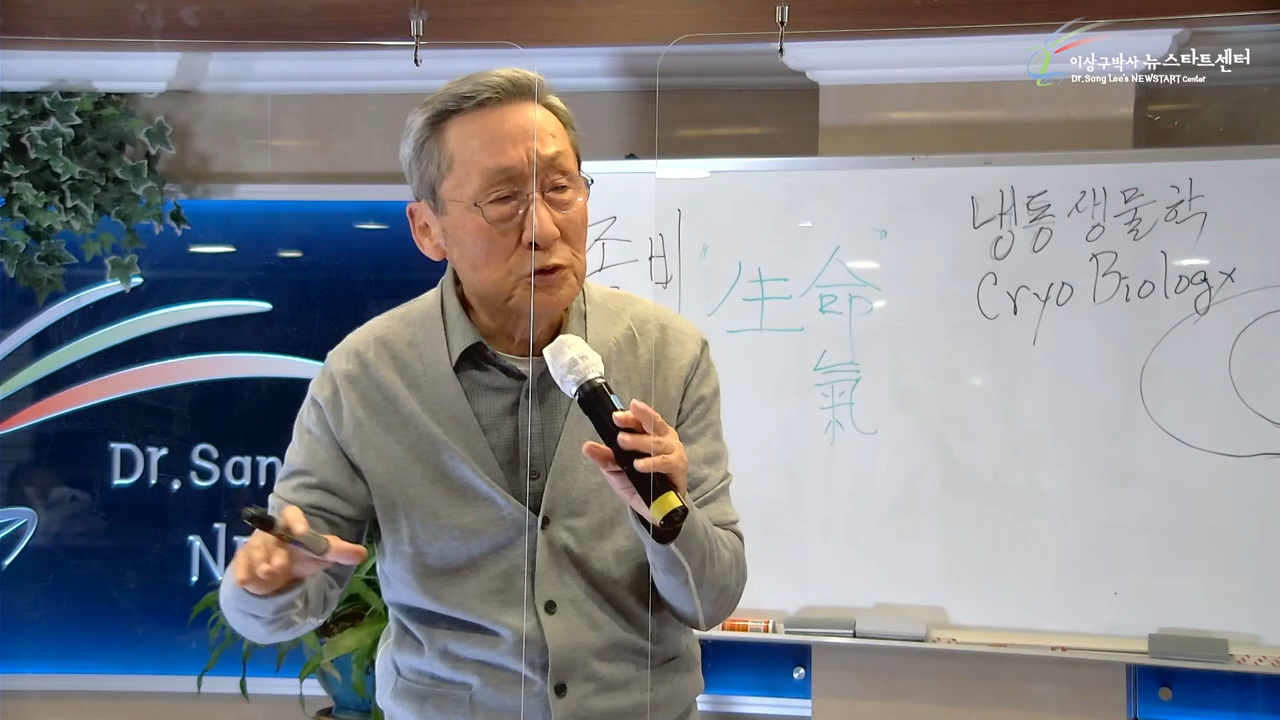 이상구박사 뉴스타트센터
Dr. Sang Lee's NEWSTART Center
냉동생물학
Cryo Biology
준비
"生命"
氣
Dr. San